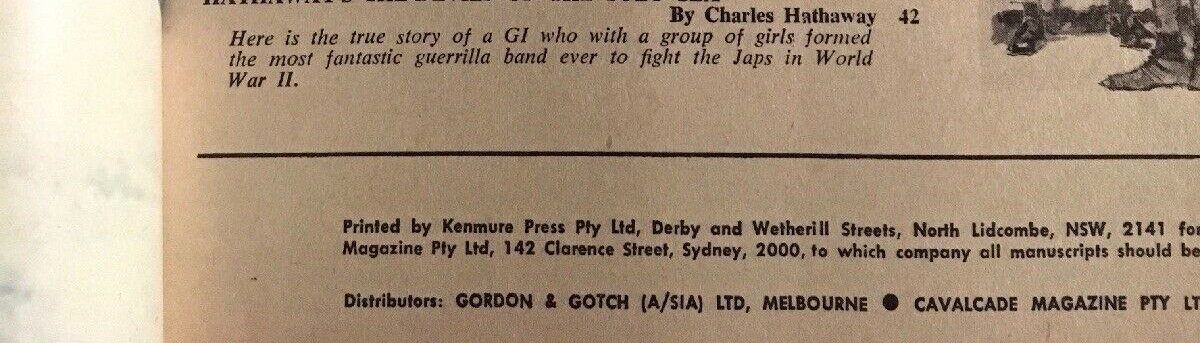 By Charles Hathaway 42
Here is the true story of a GI who with a group of girls formed
the most fantastic guerrilla band ever to fight the Japs in World
War II.
Printed by Kenmure Press Pty Ltd, Derby and Wetherill Streets, North Lidcombe, NSW, 2141 for
Magazine Pty Ltd, 142 Clarence Street, Sydney, 2000, to which company all manuscripts should be
Distributors: GORDON & GOTCH (A/SIA) LTD, MELBOURNE ● CAVALCADE MAGAZINE PTY LT